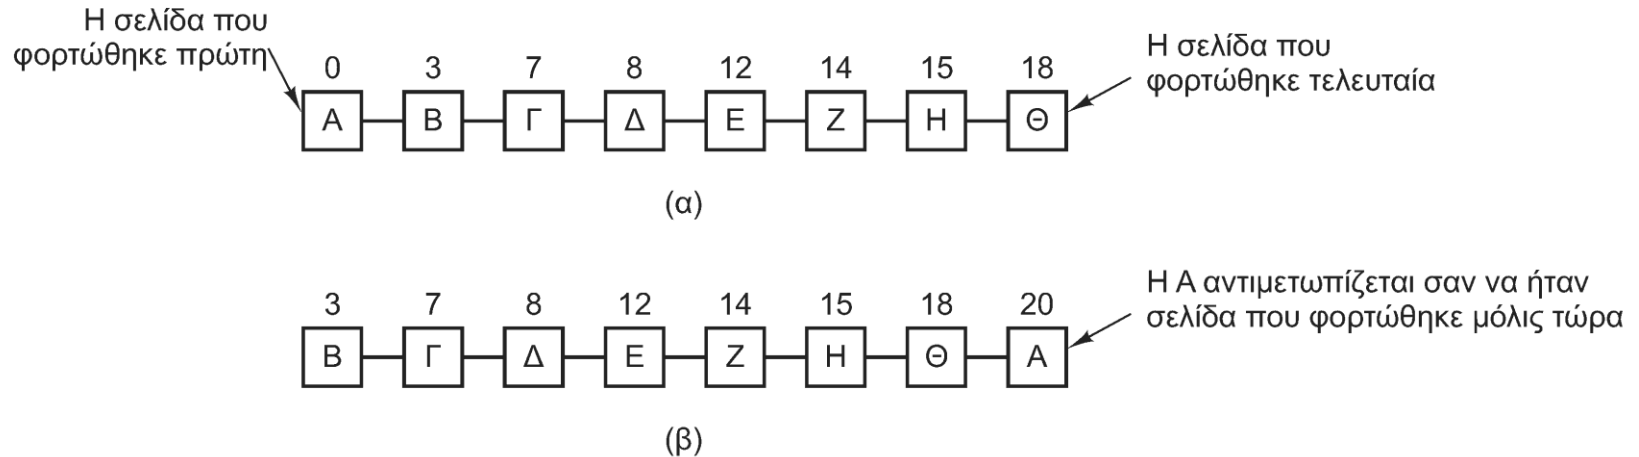 Η σελίδα που
φορτώθηκε πρώτη
0 3 7 8 12 14 15 18
Α Β Γ Δ Ε Ζ Η Θ
Η σελίδα που
φορτώθηκε τελευταία
(α)
3 7 8 12 14 15 18 20
Β Γ Δ Ε Ζ Η Θ Α
Η Α αντιμετωπίζεται σαν να ήταν
σελίδα που φορτώθηκε μόλις τώρα
(β)